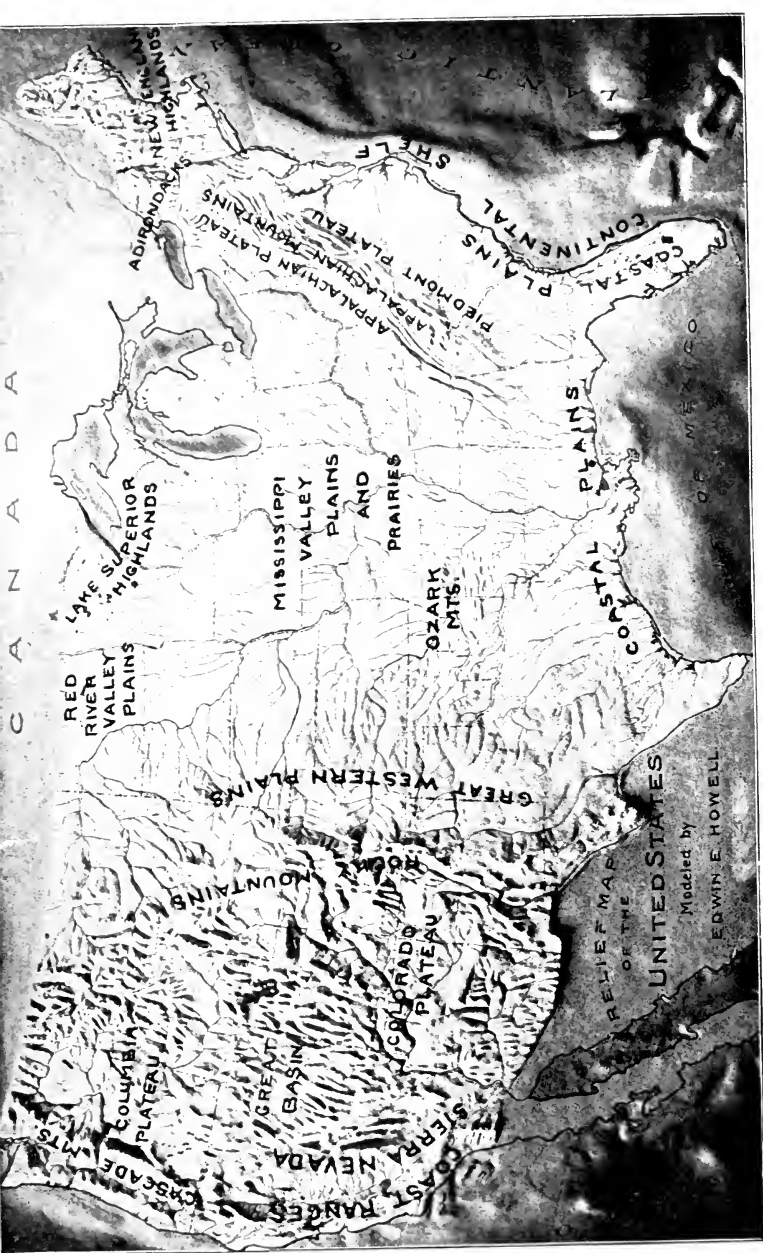 CANADA
CASCADE MTS.
COLUMBIA
PLATEAU
COAST RANGES
SIERRA NEVADA
GREAT
BASIN
COLORADO
PLATEAU
ROCKY MOUNTAINS
GREAT WESTERN PLAINS
RED
RIVER
VALLEY
PLAINS
LAKE SUPERIOR
HIGHLANDS
MISSISSIPPI
VALLEY
PLAINS
AND
PRAIRIES
OZARK
MTS.
COASTAL PLAINS
ADIRONDACKS
NEW ENGLAND
HIGHLANDS
APPALACHIAN PLATEAU
APPALACHIAN MOUNTAINS
PIEDMONT PLATEAU
COASTAL PLAINS
CONTINENTAL SHELF
OF MEXICO
RELIEF MAP
OF THE
UNITED STATES
Modeled by
EDWIN E. HOWELL